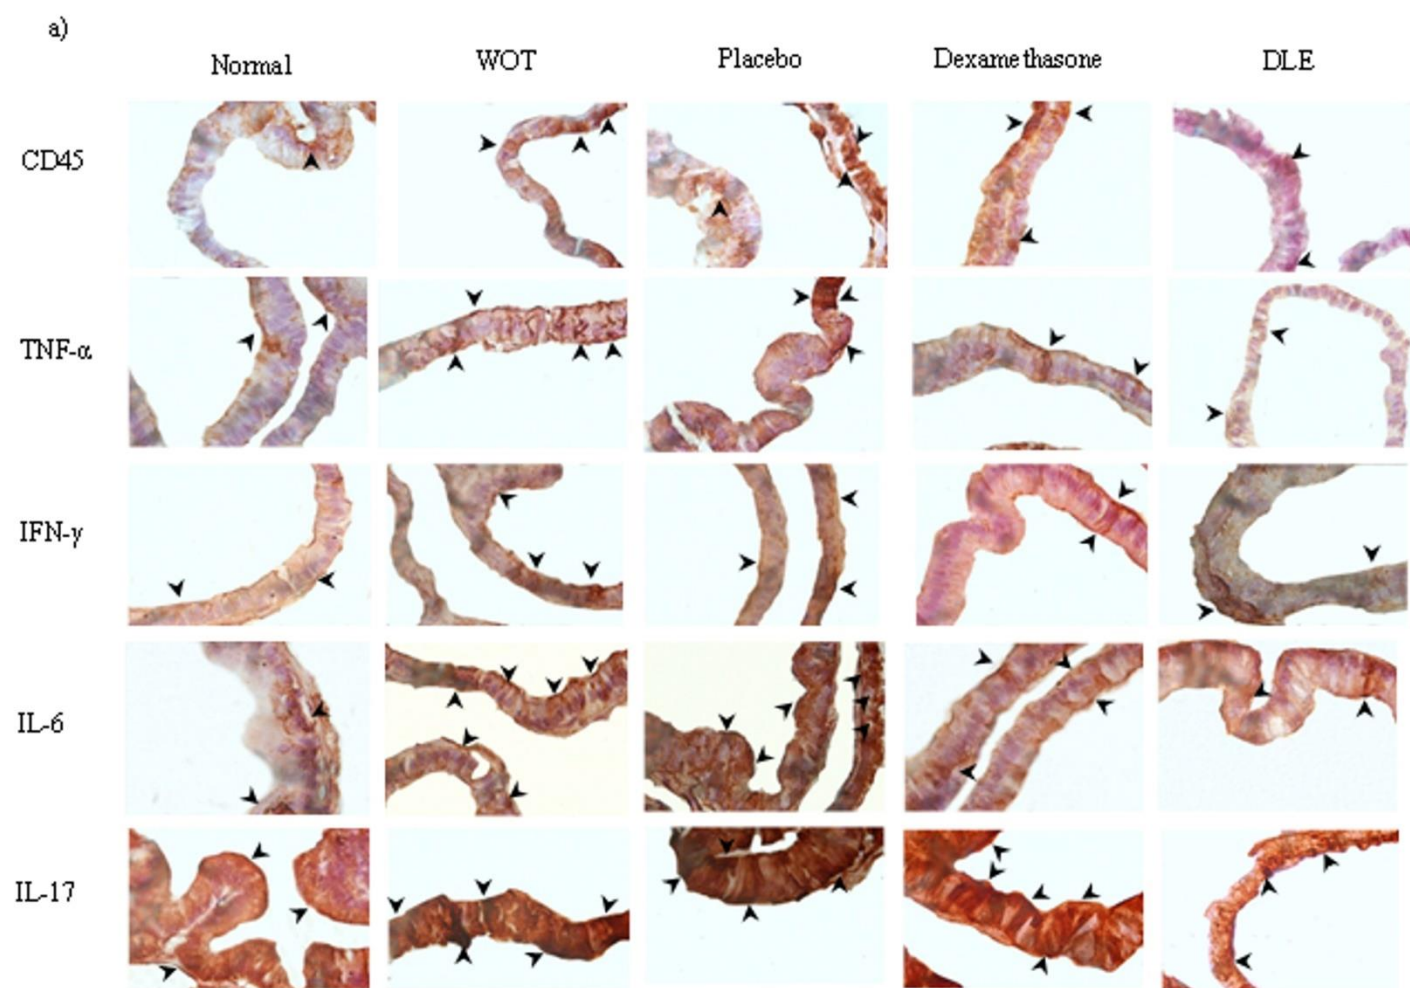 a)
Normal WOT Placebo Dexamethasone DLE
CD45
TNF-α
IFN-γ
IL-6
IL-17